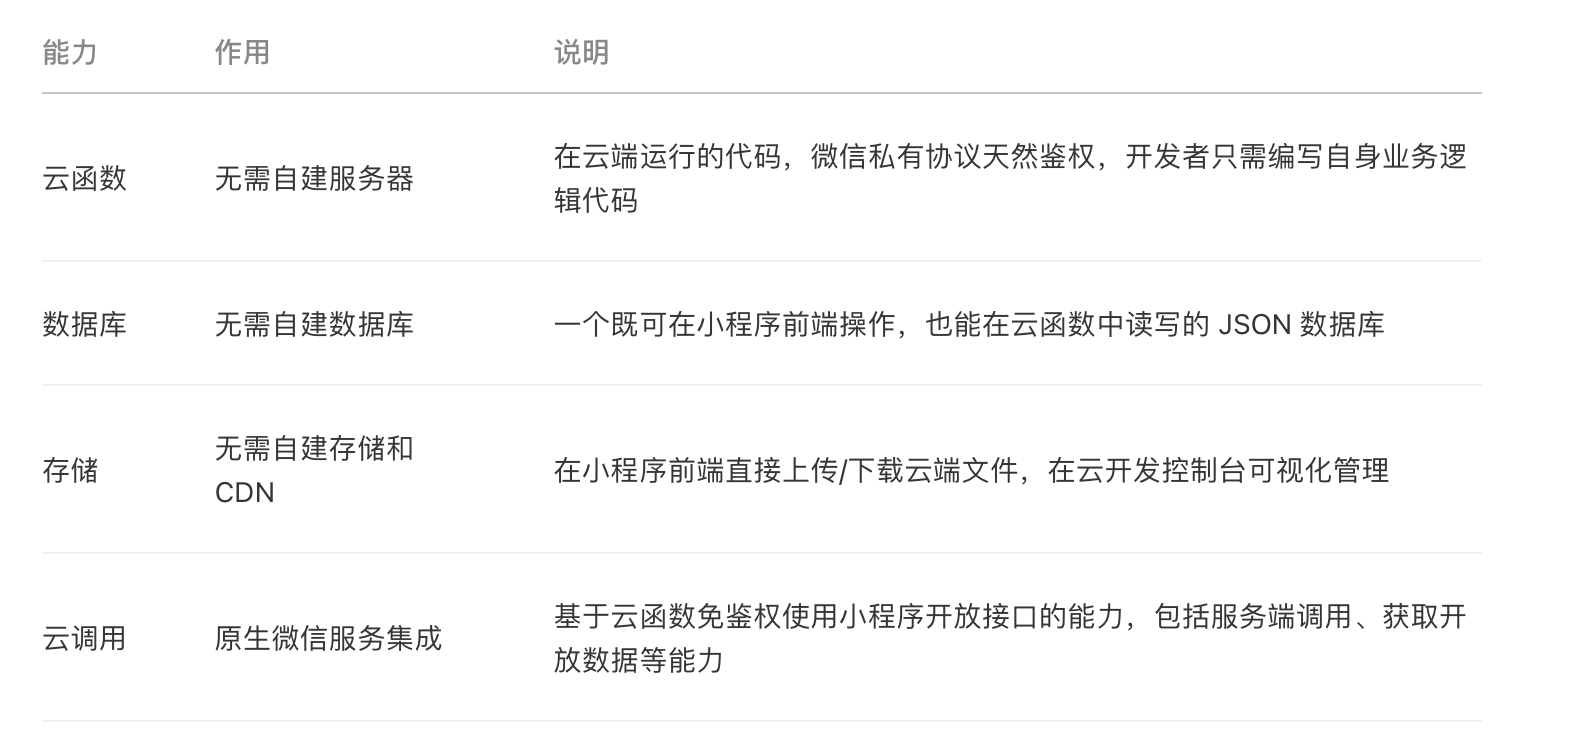 能力 作用 说明
云函数 无需自建服务器 在云端运行的代码，微信私有协议天然鉴权，开发者只需编写自身业务逻
辑代码
数据库 无需自建数据库 一个既可在小程序前端操作，也能在云函数中读写的 JSON 数据库
存储 无需自建存储和
CDN
在小程序前端直接上传/下载云端文件，在云开发控制台可视化管理
云调用 原生微信服务集成 基于云函数免鉴权使用小程序开放接口的能力，包括服务端调用、获取开
放数据等能力